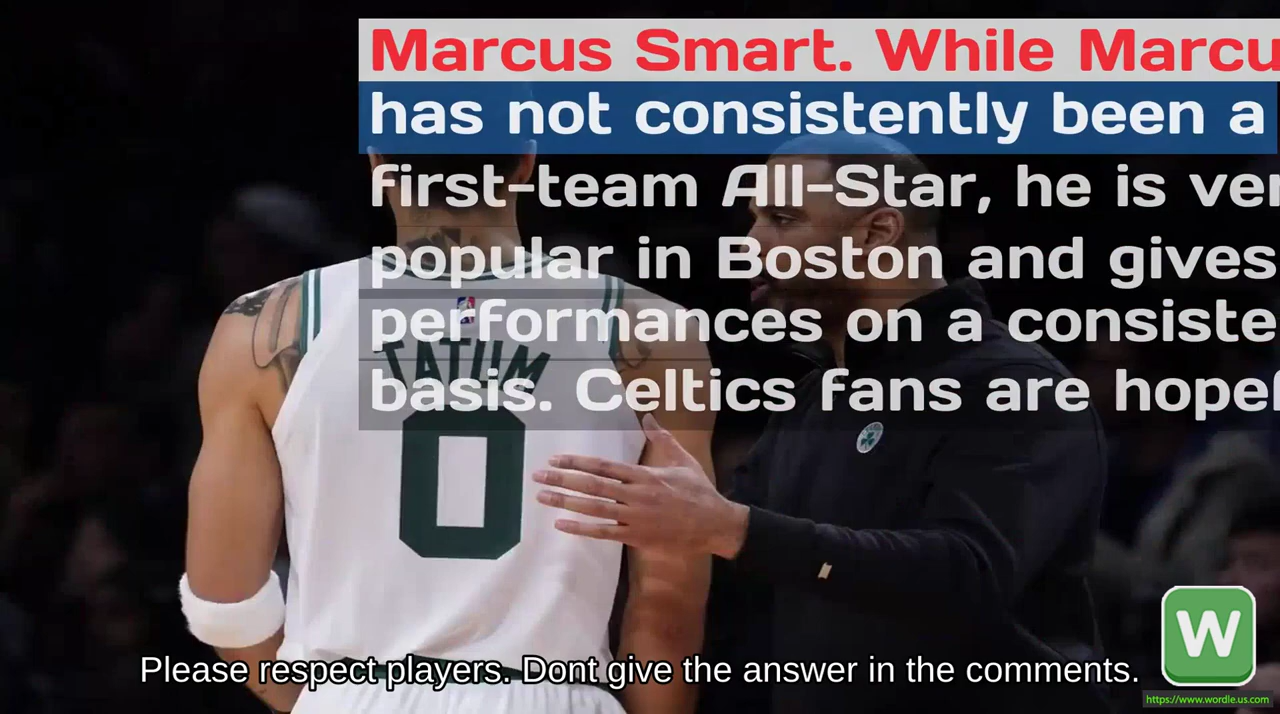 Marcus Smart. While Marcu
has not consistently been a
first-team All-Star, he is ver
popular in Boston and gives
performances on a consiste
basis. Celtics fans are hopef
TATUM
0
Please respect players. Dont give the answer in the comments.
W
https://www.wordle.us.com